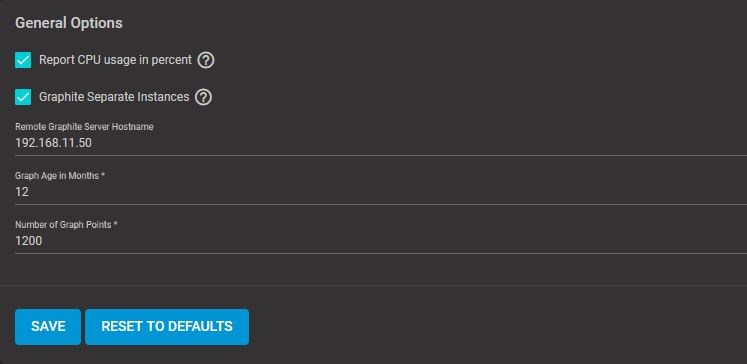 General Options
Report CPU usage in percent ?
Graphite Separate Instances ?
Remote Graphite Server Hostname
192.168.11.50
Graph Age in Months *
12
Number of Graph Points *
1200
SAVE RESET TO DEFAULTS